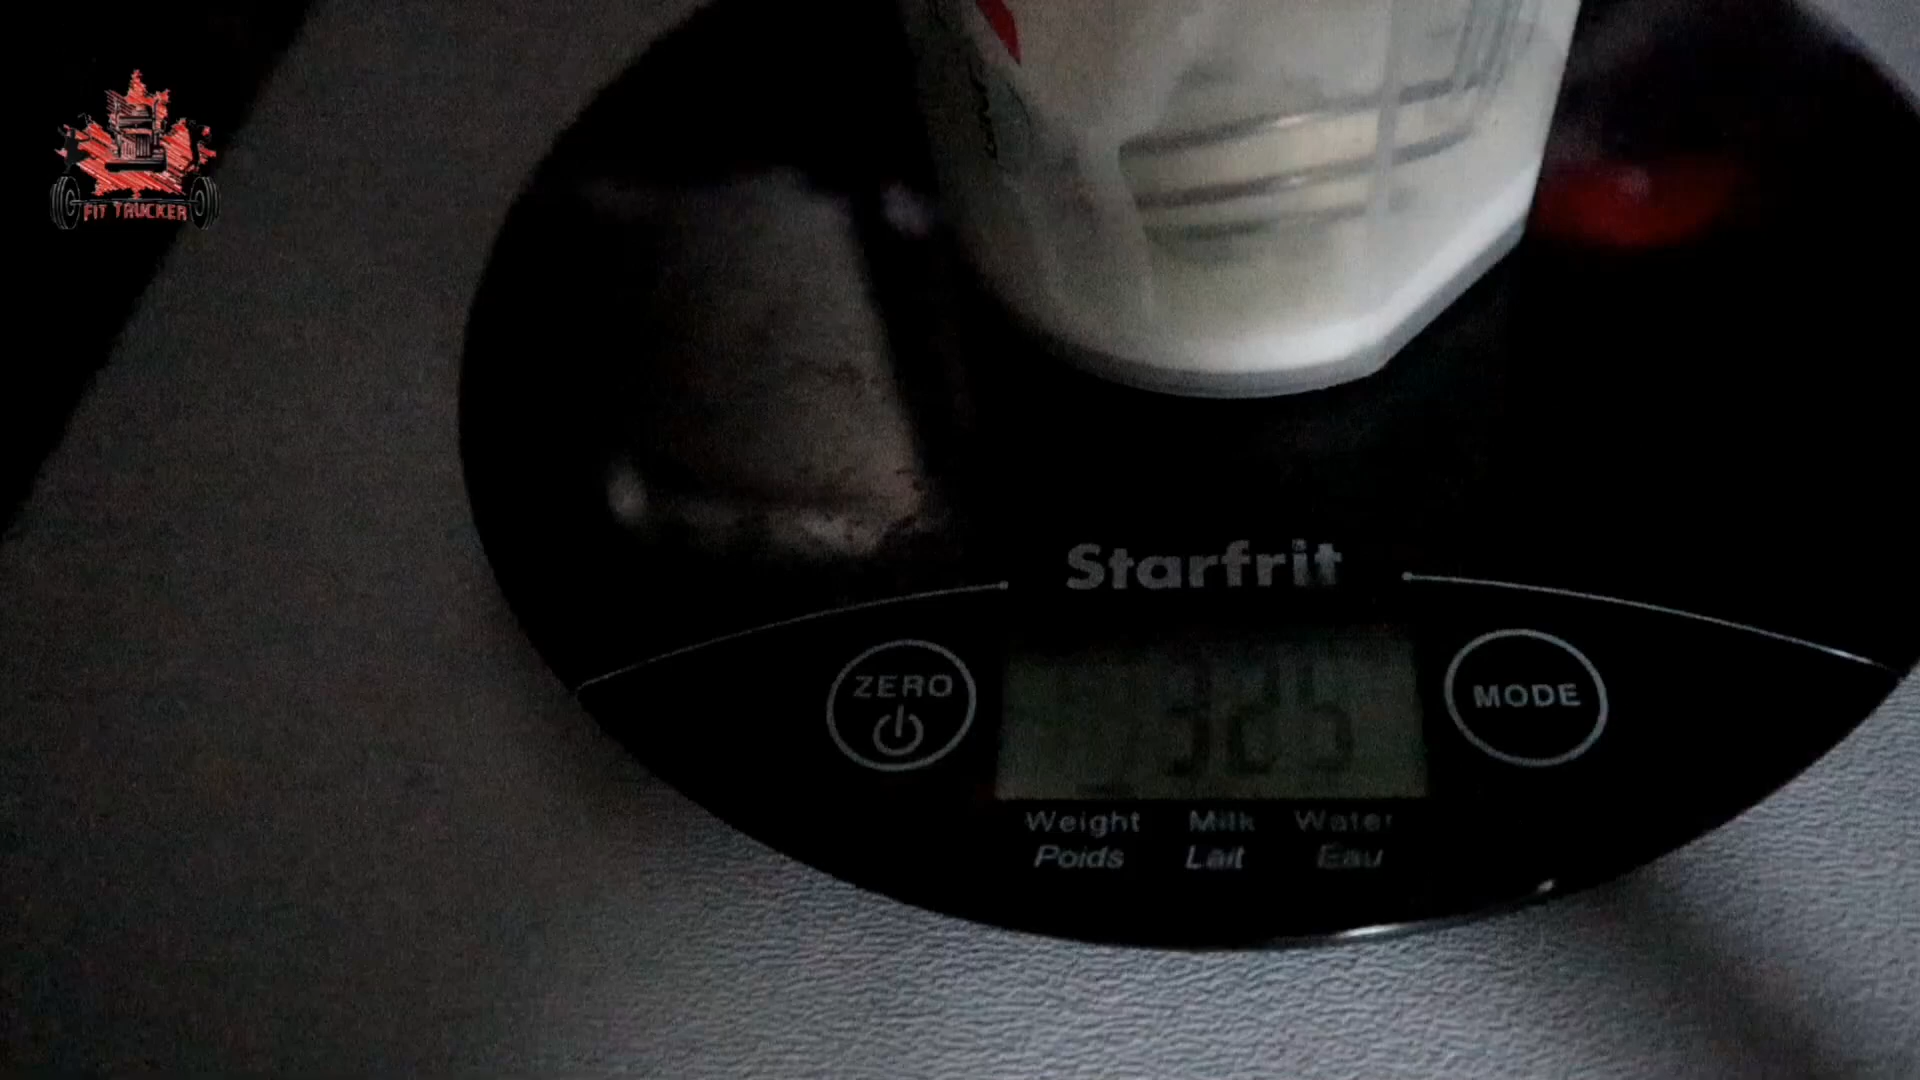 FIT TRUCKER
Starfrit
ZERO
325
MODE
Weight Milk Water
Poids Lait Eau